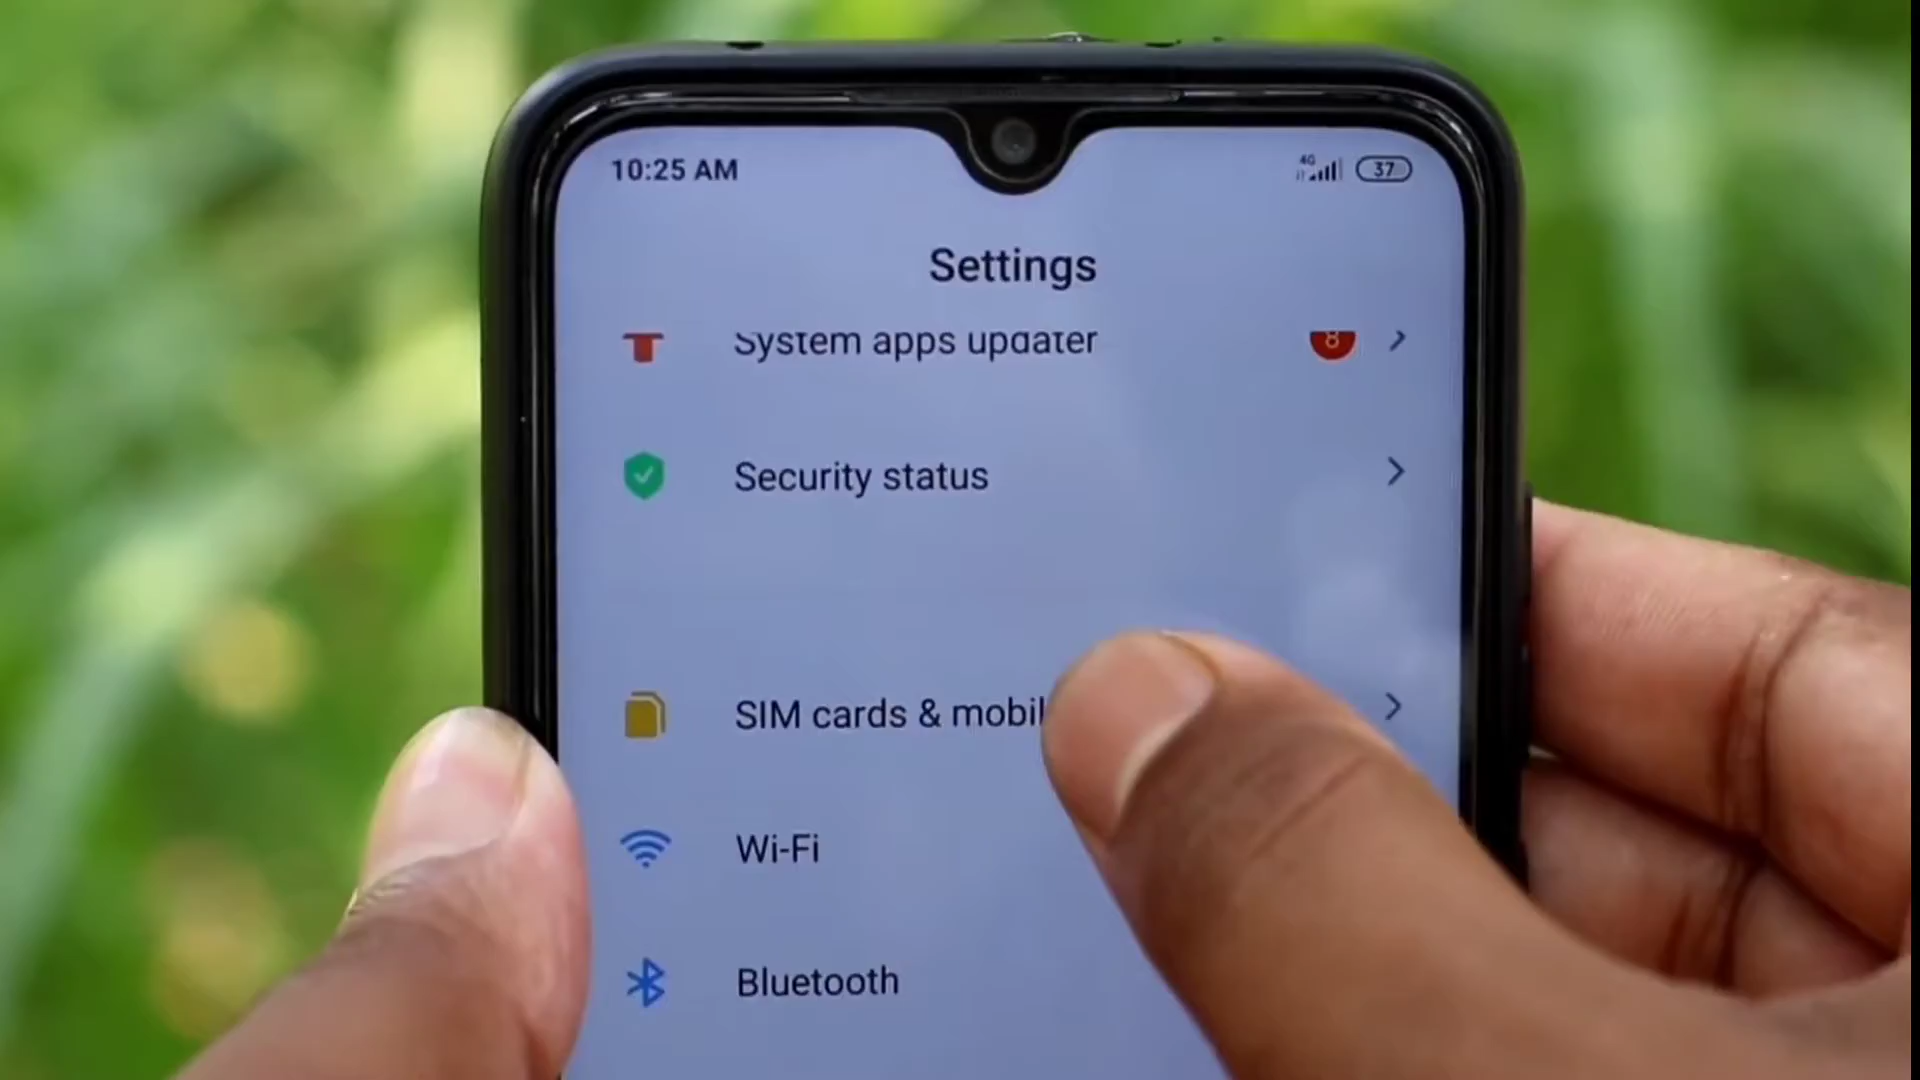 10:25 AM
4G
37
Settings
System apps updater
8
Security status
SIM cards & mobil
Wi-Fi
Bluetooth